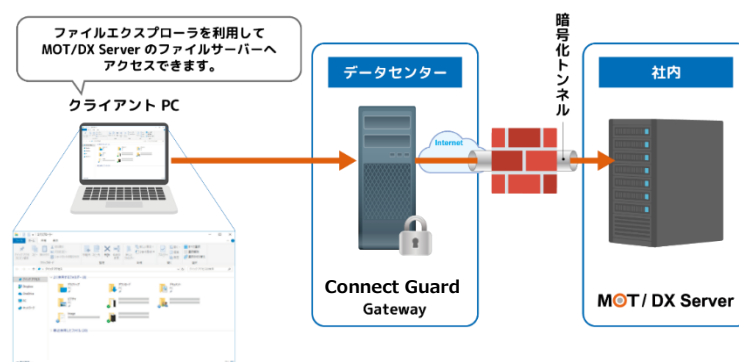 ファイルエクスプローラを利用して
MOT/DX Server のファイルサーバーへ
アクセスできます。
クライアント PC
データセンター
Internet
Connect Guard
Gateway
暗号化トンネル
社内
MOT/DX Server